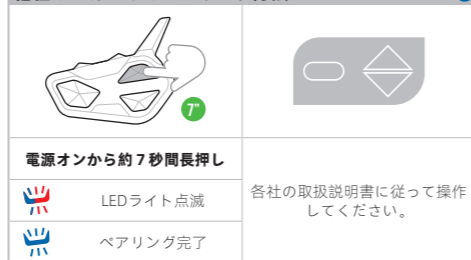 7"
電源オンから約7秒間長押し
LEDライト点滅
各社の取扱説明書に従って操作
してください。
ペアリング完了